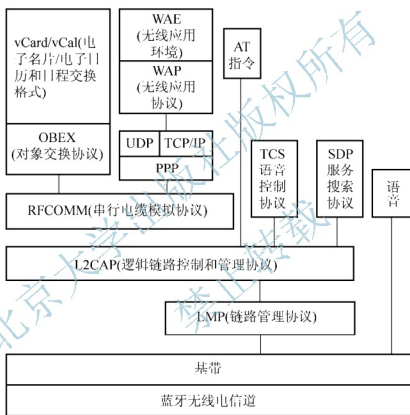 vCard/vCal(电
子名片/电子日
历和日程交换
格式)
OBEX
(对象交换协议)
WAE
(无线应用
环境)
WAP
(无线应用
协议)
UDP
TCP/IP
PPP
AT
指令
TCS
语音
控制
协议
SDP
服务
搜索
协议
语
音
RFCOMM(串行电缆模拟协议)
L2CAP(逻辑链路控制和管理协议)
LMP(链路管理协议)
基带
蓝牙无线电信道
北京大学出版社版权所有
禁止转载